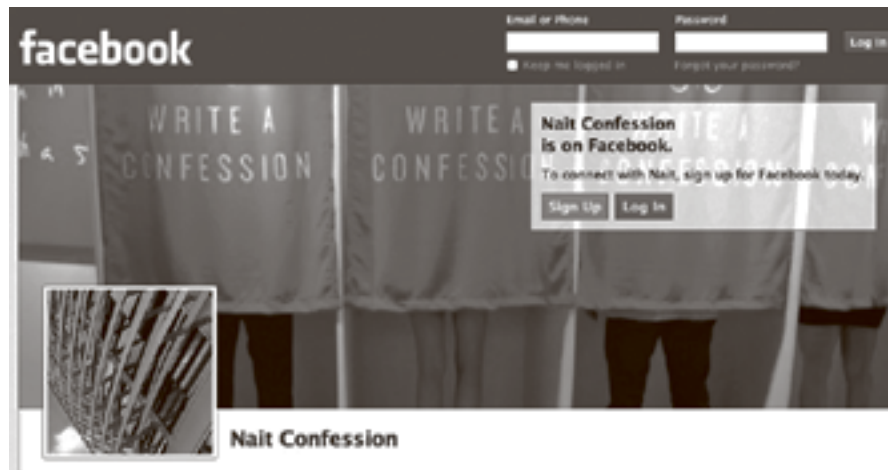 Email or Phone
Password
facebook
Log In
Keep me logged in
Forgot your password?
WRITE A
CONFESSION
WRITE A
CONFESSION
WRITE A
CONFESSION
Nait Confession
is on Facebook.
To connect with Nait, sign up for Facebook today.
Sign Up
Log In
Nait Confession